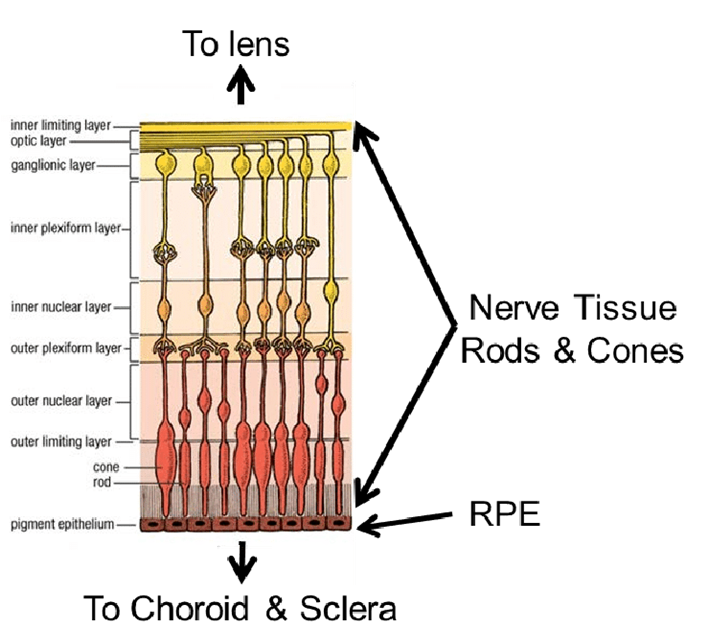 To lens
inner limiting layer
optic layer
ganglionic layer
inner plexiform layer
inner nuclear layer
outer plexiform layer
outer nuclear layer
outer limiting layer
cone
rod
pigment epithelium
Nerve Tissue
Rods & Cones
RPE
To Choroid & Sclera